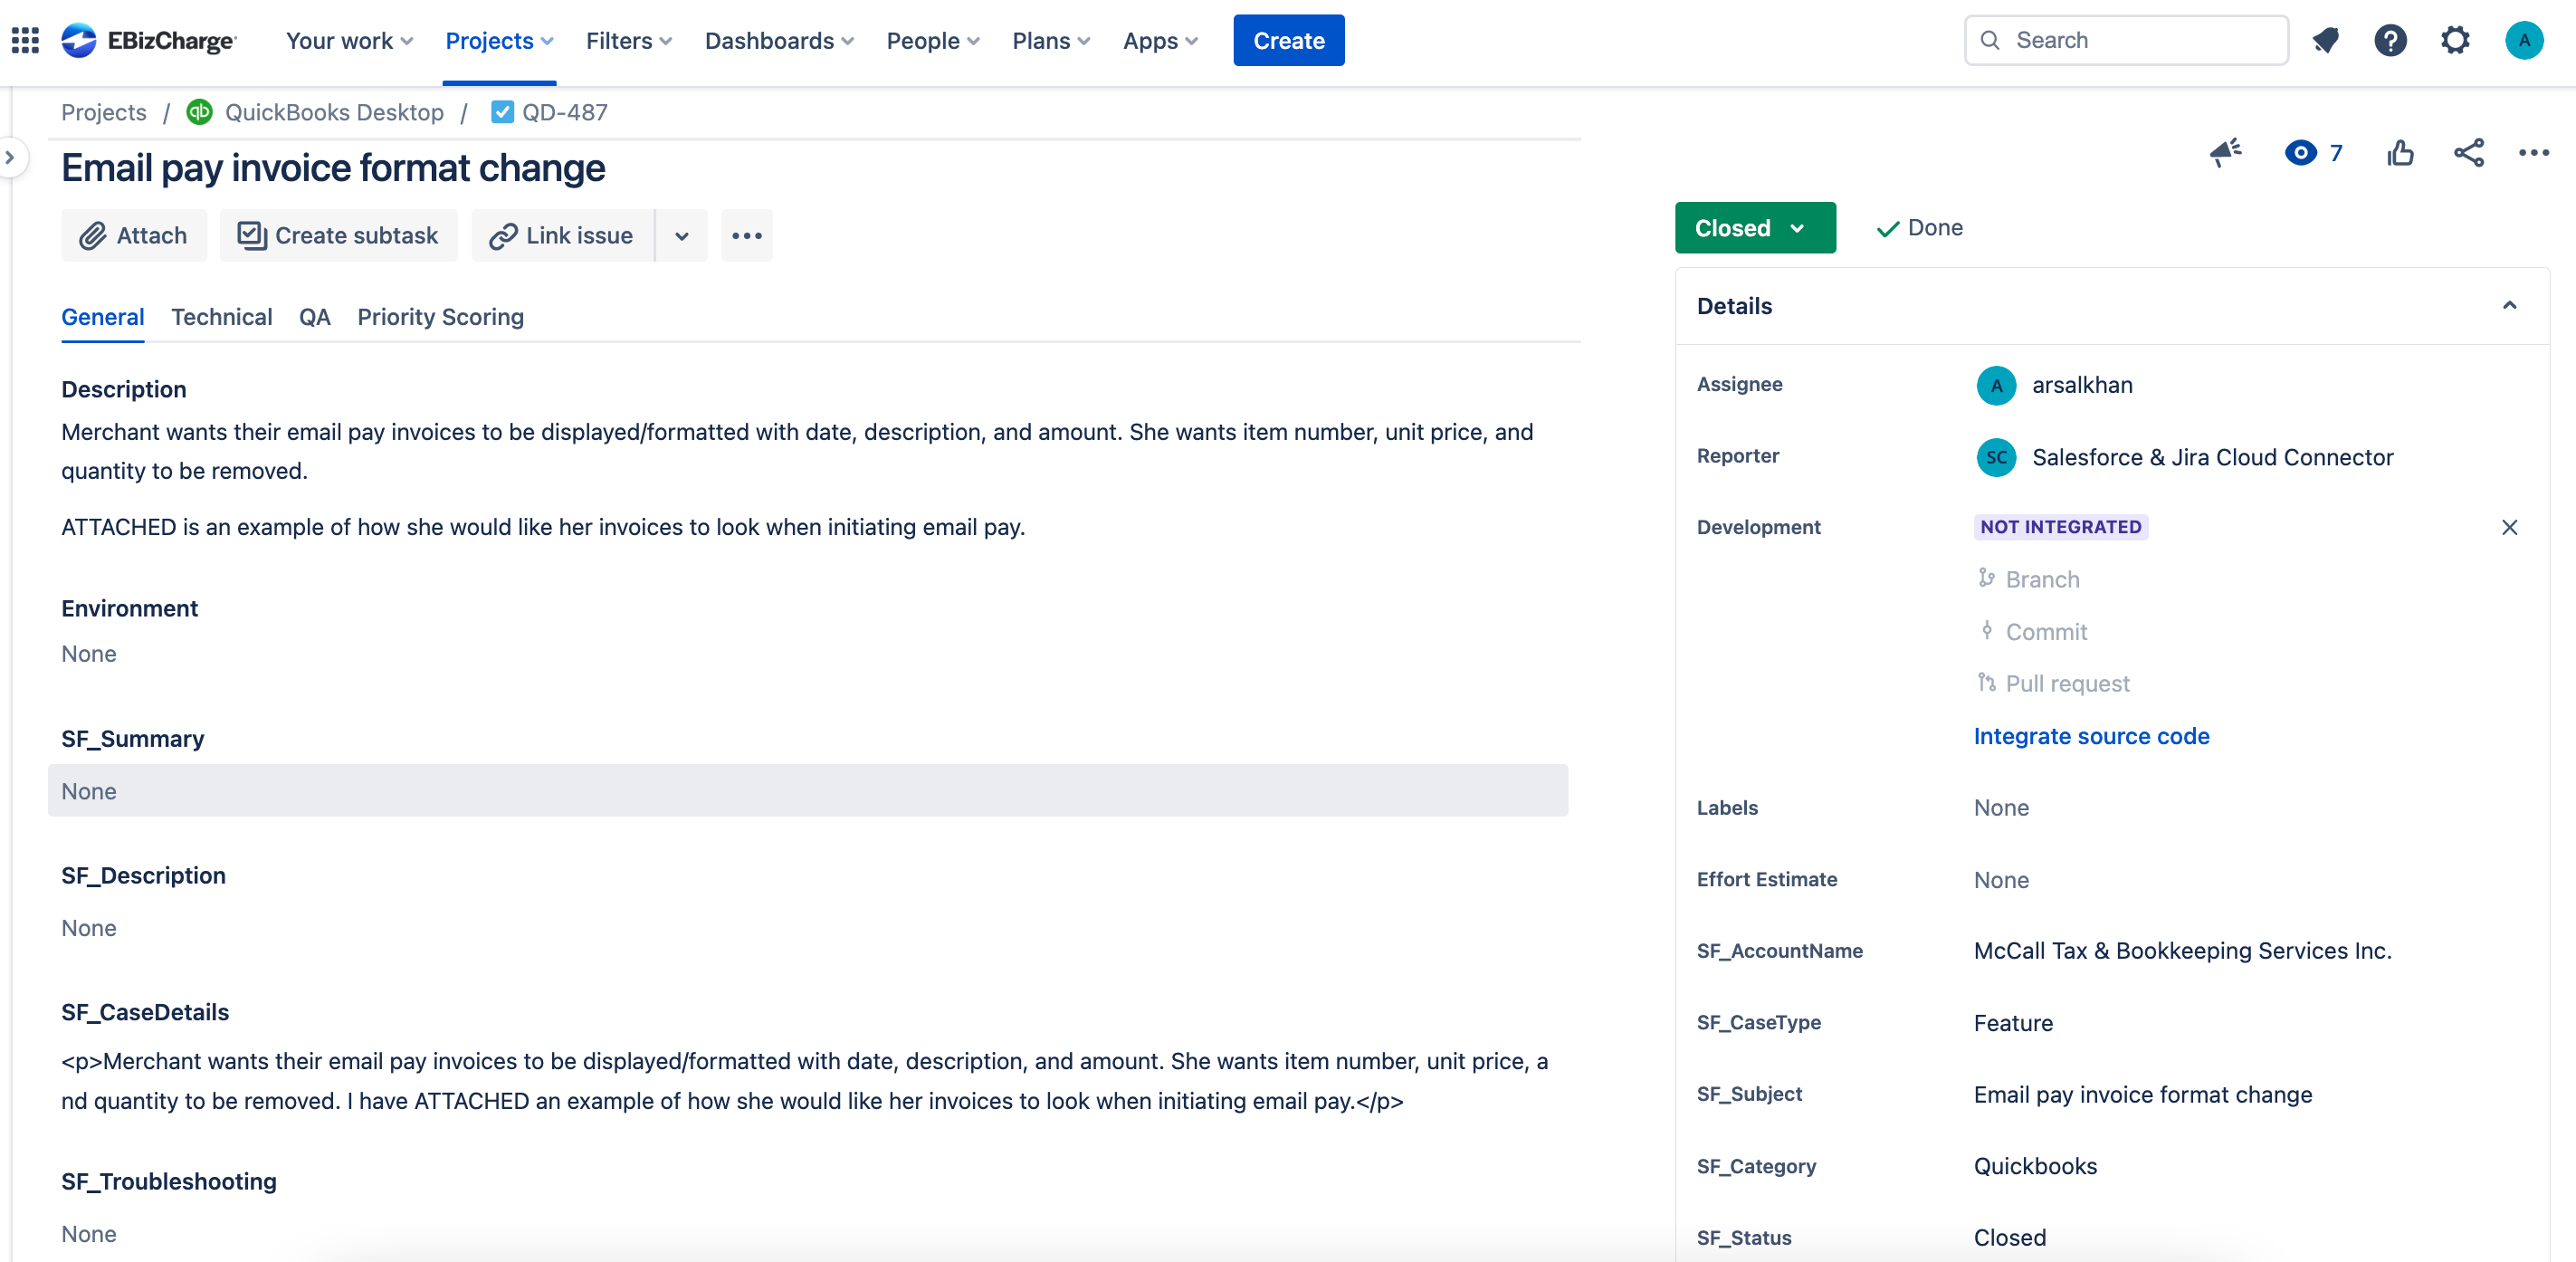 EBizCharge
Your work
Projects
Filters
Dashboards
People
Plans
Apps
Create
Search
A
Projects / qb QuickBooks Desktop / QD-487
Email pay invoice format change
7
Attach
Create subtask
Link issue
Closed
Done
General
Technical
QA
Priority Scoring
Description
Merchant wants their email pay invoices to be displayed/formatted with date, description, and amount. She wants item number, unit price, and
quantity to be removed.
ATTACHED is an example of how she would like her invoices to look when initiating email pay.
Environment
None
SF_Summary
None
SF_Description
None
SF_CaseDetails
<p>Merchant wants their email pay invoices to be displayed/formatted with date, description, and amount. She wants item number, unit price, a
nd quantity to be removed. I have ATTACHED an example of how she would like her invoices to look when initiating email pay.</p>
SF_Troubleshooting
None
Details
Assignee
A arsalkhan
Reporter
SC Salesforce & Jira Cloud Connector
Development
NOT INTEGRATED
Branch
Commit
Pull request
Integrate source code
Labels
None
Effort Estimate
None
SF_AccountName
McCall Tax & Bookkeeping Services Inc.
SF_CaseType
Feature
SF_Subject
Email pay invoice format change
SF_Category
Quickbooks
SF_Status
Closed